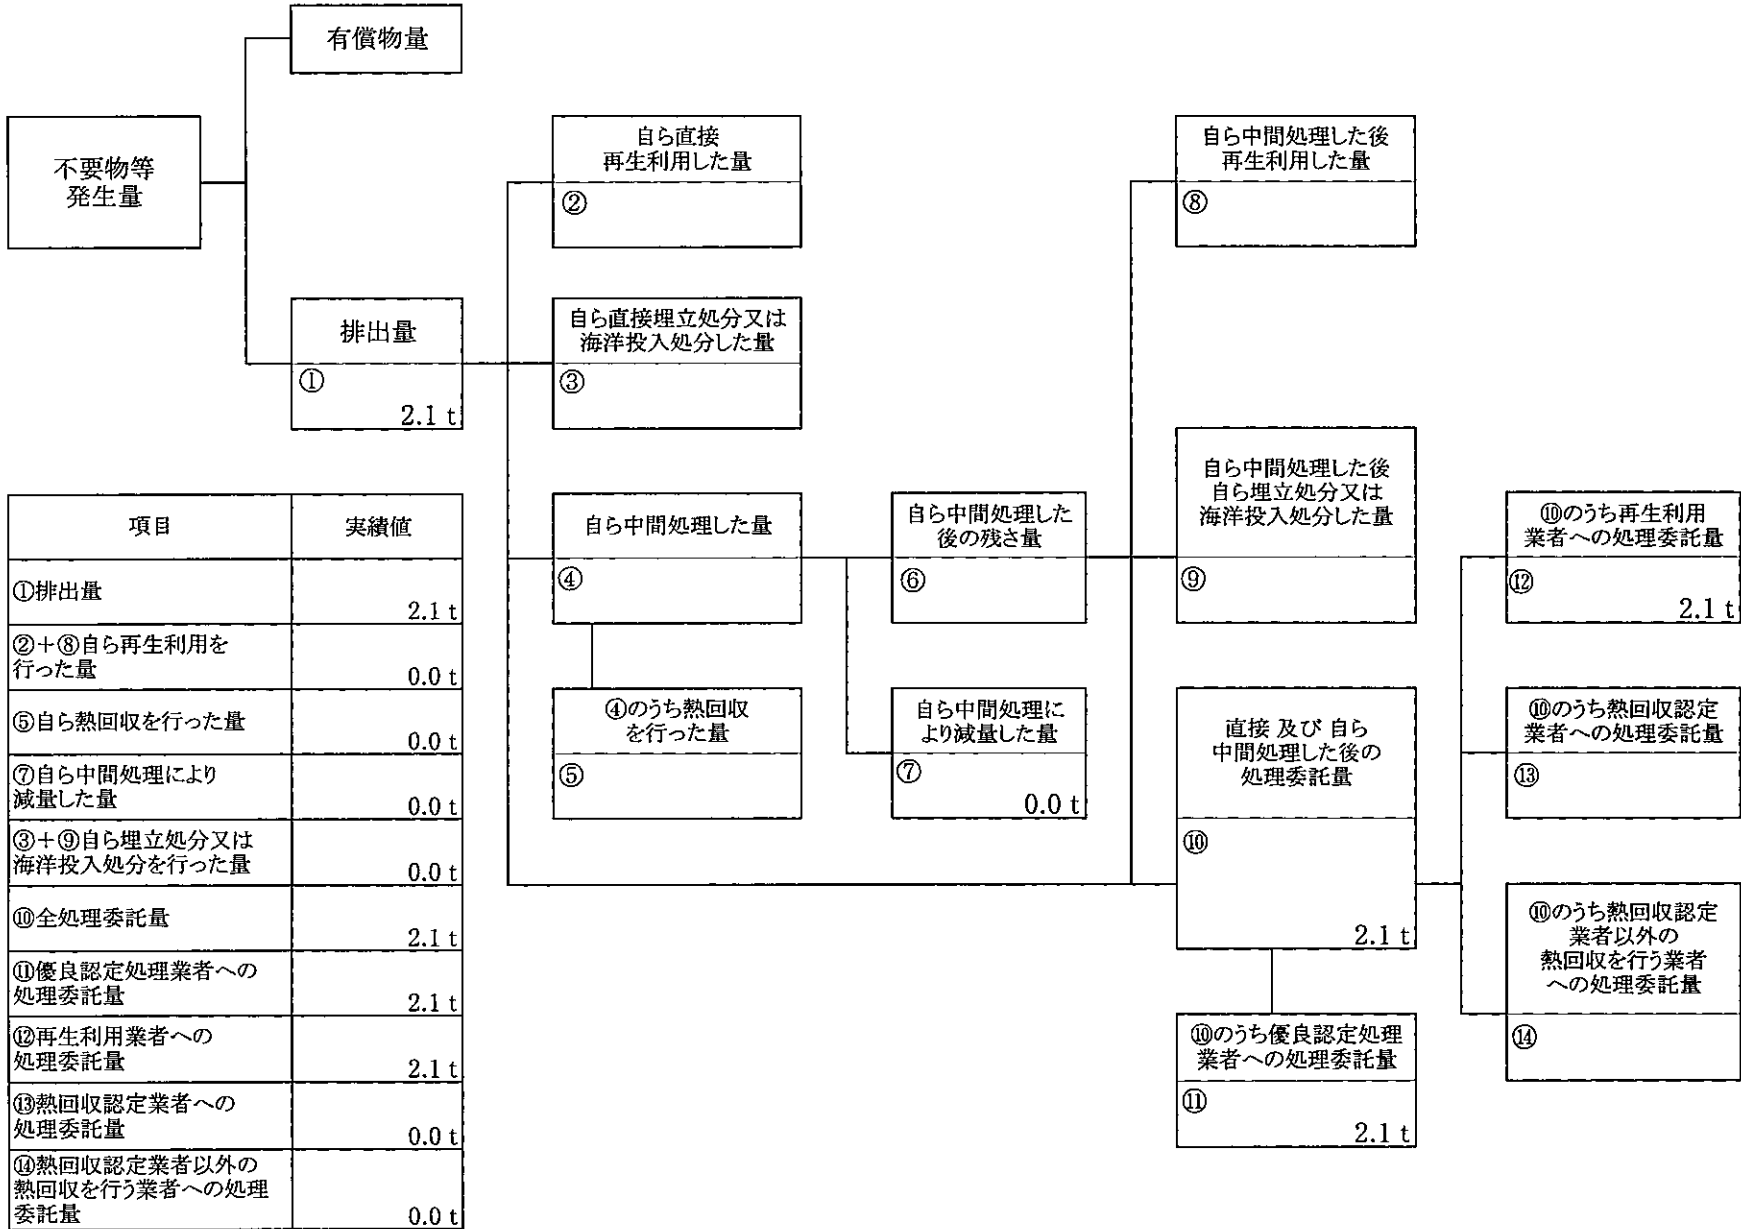 有償物量
不要物等
発生量
自ら直接
再生利用した量
②
自ら中間処理した後
再生利用した量
⑧
排出量
①
2.1 t
自ら直接埋立処分又は
海洋投入処分した量
③
自ら中間処理した量
④
自ら中間処理した
後の残さ量
⑥
自ら中間処理した後
自ら埋立処分又は
海洋投入処分した量
⑨
⑩のうち再生利用
業者への処理委託量
⑫
2.1 t
④のうち熱回収
を行った量
⑤
自ら中間処理に
より減量した量
⑦
0.0 t
直接 及び 自ら
中間処理した後の
処理委託量
⑩
2.1 t
⑩のうち熱回収認定
業者への処理委託量
⑬
⑩のうち熱回収認定
業者以外の
熱回収を行う業者
への処理委託量
⑭
⑩のうち優良認定処理
業者への処理委託量
⑪
2.1 t
項目 実績値
①排出量
2.1 t
②+⑧自ら再生利用を
行った量
0.0 t
⑤自ら熱回収を行った量
0.0 t
⑦自ら中間処理により
減量した量
0.0 t
③+⑨自ら埋立処分又は
海洋投入処分を行った量
0.0 t
⑩全処理委託量
2.1 t
⑪優良認定処理業者への
処理委託量
2.1 t
⑫再生利用業者への
処理委託量
2.1 t
⑬熱回収認定業者への
処理委託量
0.0 t
⑭熱回収認定業者以外の
熱回収を行う業者への処理
委託量
0.0 t